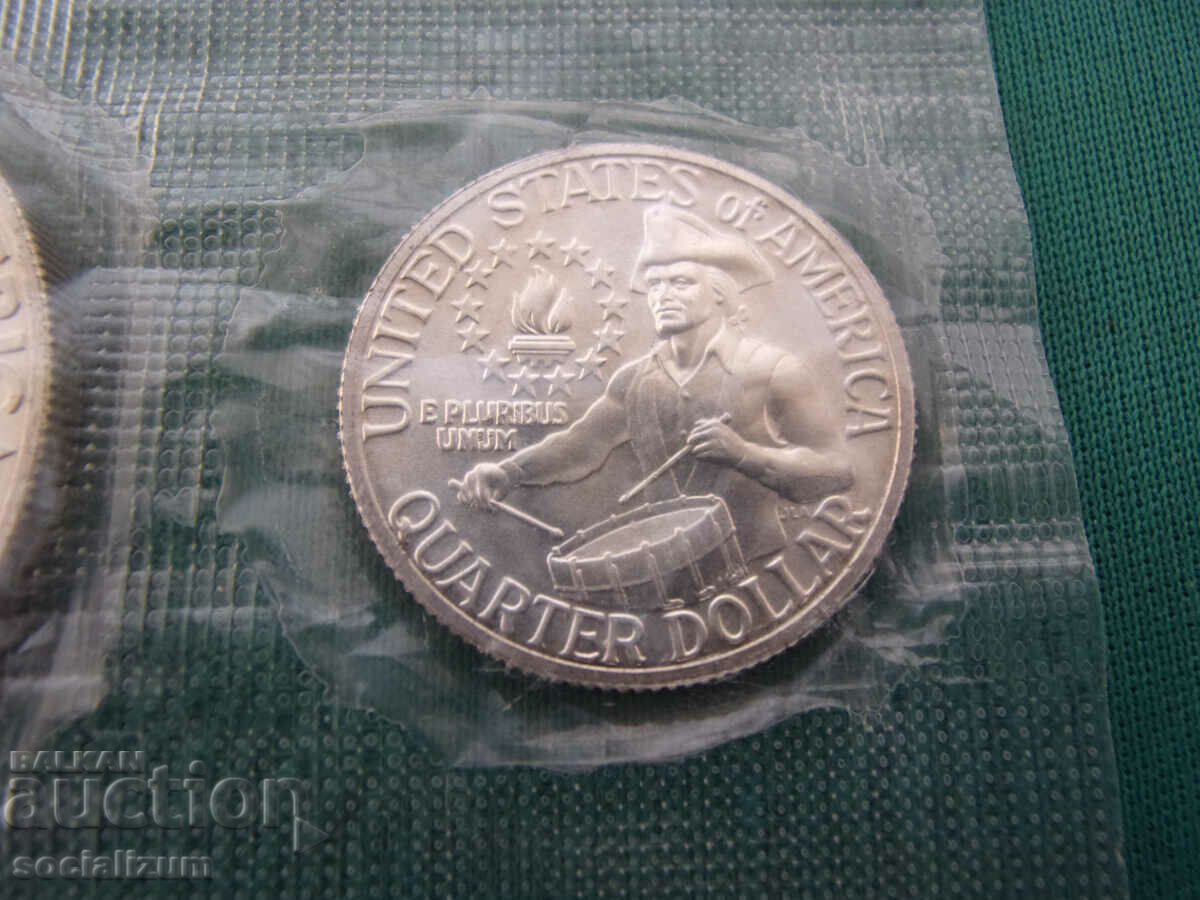 UNITED STATES of AMERICA
E PLURIBUS
UNUM
QUARTER DOLLAR
BALKAN
auction
socializum